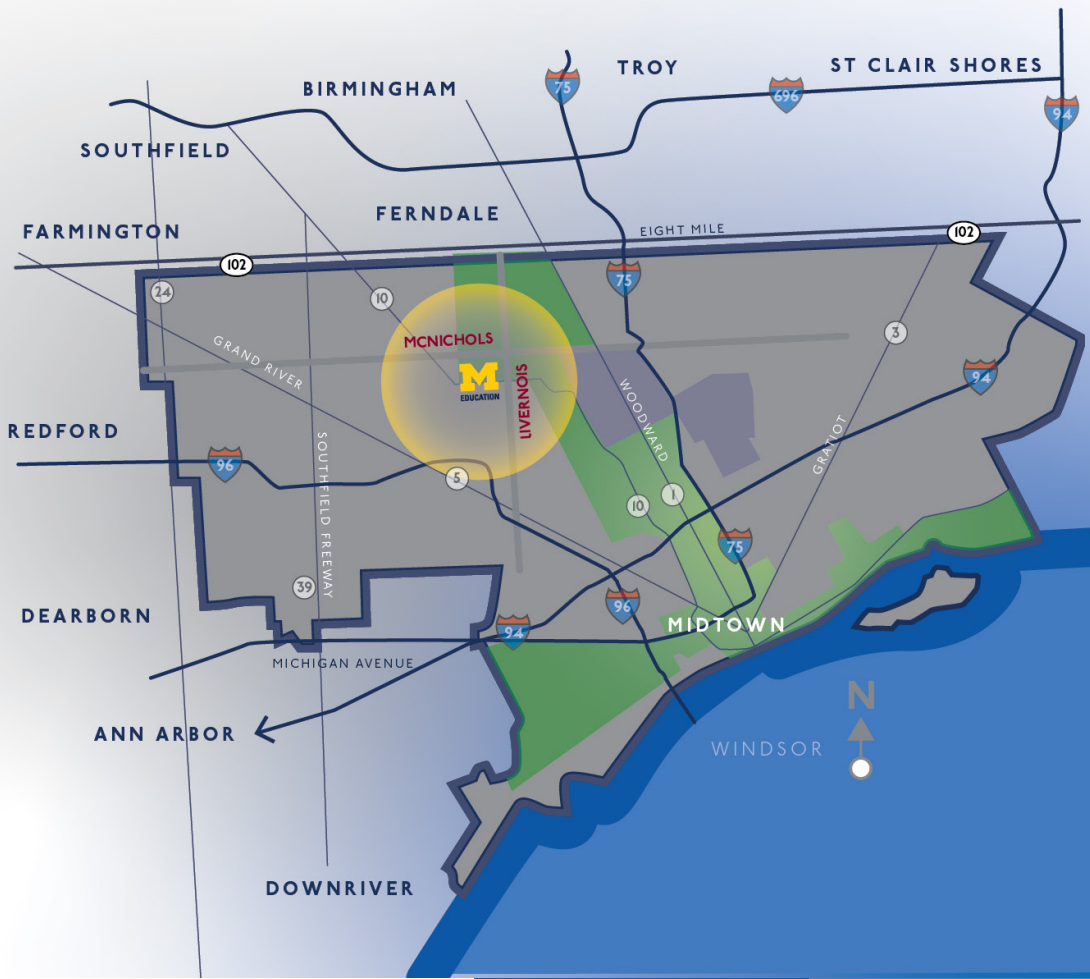 75
TROY
ST CLAIR SHORES
BIRMINGHAM
696
94
SOUTHFIELD
FERNDALE
FARMINGTON
EIGHT MILE
102
102
24
10
75
3
GRAND RIVER
MCNICHOLS
M
EDUCATION
LIVERNOIS
WOODWARD
94
GRATIOT
REDFORD
96
SOUTHFIELD FREEWAY
5
10
1
75
39
96
DEARBORN
94
MIDTOWN
MICHIGAN AVENUE
N
ANN ARBOR
WINDSOR
DOWNRIVER